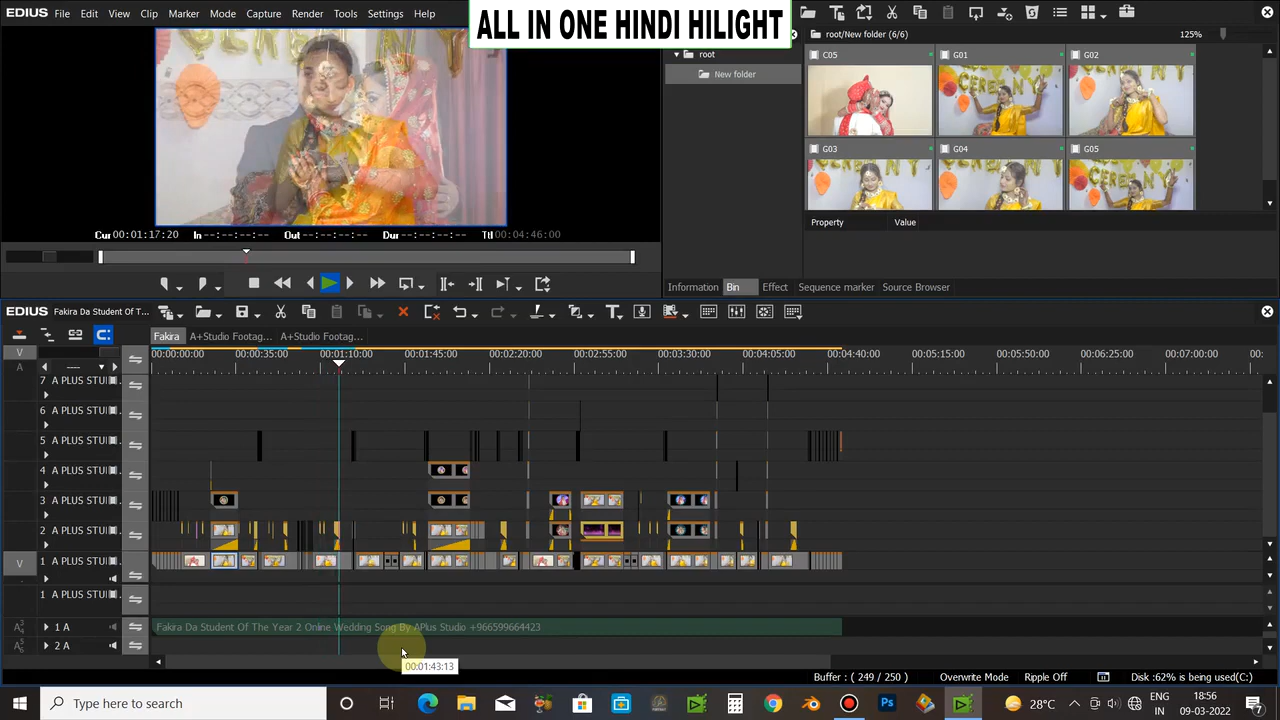 EDIUS File Edit View Clip Marker Mode Capture Render Tools Settings Help
ALL IN ONE HINDI HILIGHT
root/New folder (6/6) 125%
root
New folder
C05 G01 G02
G03 G04 G05
Property Value
Cur 00:01:17:20 In --:--:--:-- Out --:--:--:-- Dur --:--:--:-- Ttl 00:04:46:00
Information Bin Effect Sequence marker Source Browser
EDIUS Fakira Da Student Of T...
Fakira A+Studio Footag... A+Studio Footag...
00:00:00:00 00:00:35:00 00:01:10:00 00:01:45:00 00:02:20:00 00:02:55:00 00:03:30:00 00:04:05:00 00:04:40:00 00:05:15:00 00:05:50:00 00:06:25:00 00:07:00:00 00:
V
A
7 A PLUS STUI
6 A PLUS STUI
5 A PLUS STUI
4 A PLUS STUI
3 A PLUS STUI
2 A PLUS STUI
V 1 A PLUS STUI
1 A PLUS STUI
1 A Fakira Da Student Of The Year 2 Online Wedding Song By APlus Studio +966599664423
2 A
00:01:43:13
Buffer : ( 249 / 250 ) Overwrite Mode Ripple Off Disk :62% is being used(C:)
Type here to search
28°C ENG 18:56
IN 09-03-2022